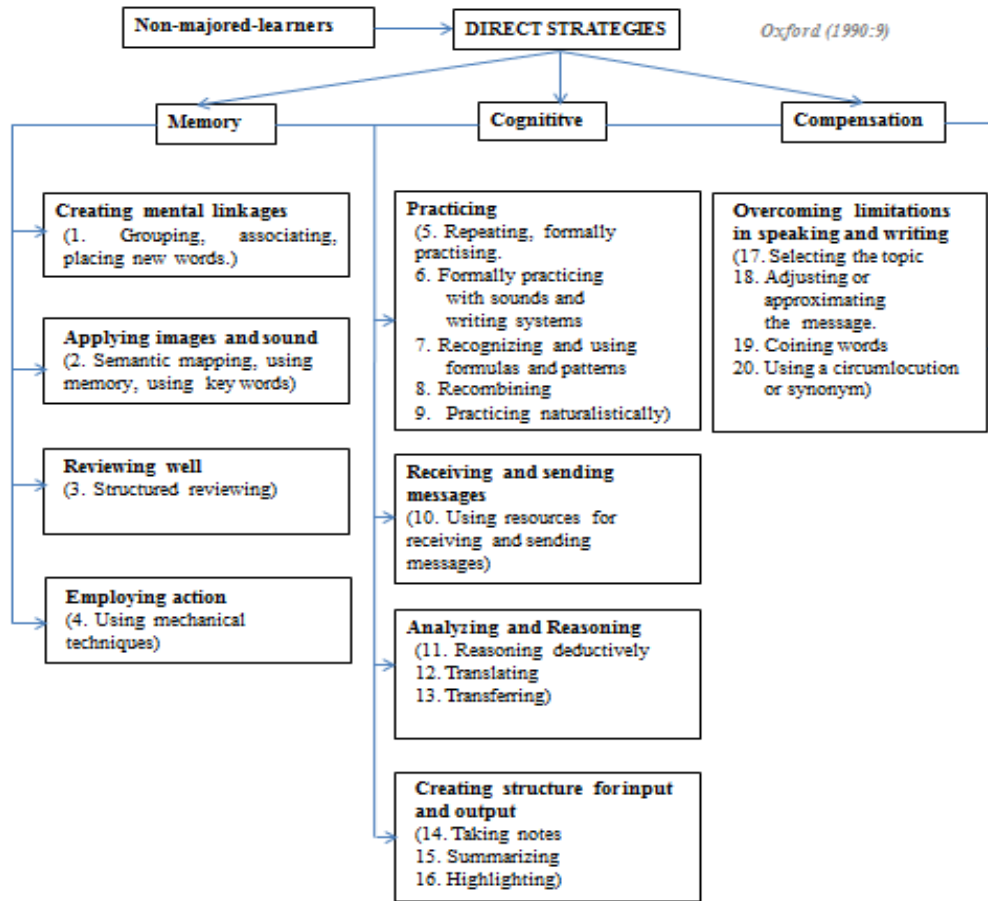 Non-majored-learners
DIRECT STRATEGIES
Oxford (1990:9)
Memory
Cognititve
Compensation
Creating mental linkages
(1. Grouping, associating,
placing new words.)
Applying images and sound
(2. Semantic mapping, using
memory, using key words)
Reviewing well
(3. Structured reviewing)
Employing action
(4. Using mechanical
techniques)
Practicing
(5. Repeating, formally
practising.
6. Formally practicing
with sounds and
writing systems
7. Recognizing and using
formulas and patterns
8. Recombining
9. Practicing naturalistically)
Receiving and sending
messages
(10. Using resources for
receiving and sending
messages)
Analyzing and Reasoning
(11. Reasoning deductively
12. Translating
13. Transferring)
Creating structure for input
and output
(14. Taking notes
15. Summarizing
16. Highlighting)
Overcoming limitations
in speaking and writing
(17. Selecting the topic
18. Adjusting or
approximating
the message.
19. Coining words
20. Using a circumlocution
or synonym)